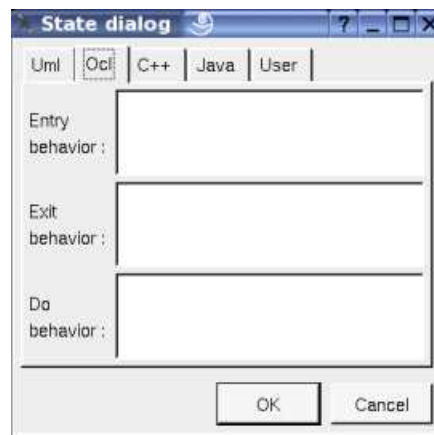 State dialog ? _ X
Uml Ocl C++ Java User
Entry
behavior :
Exit
behavior :
Do
behavior :
OK Cancel